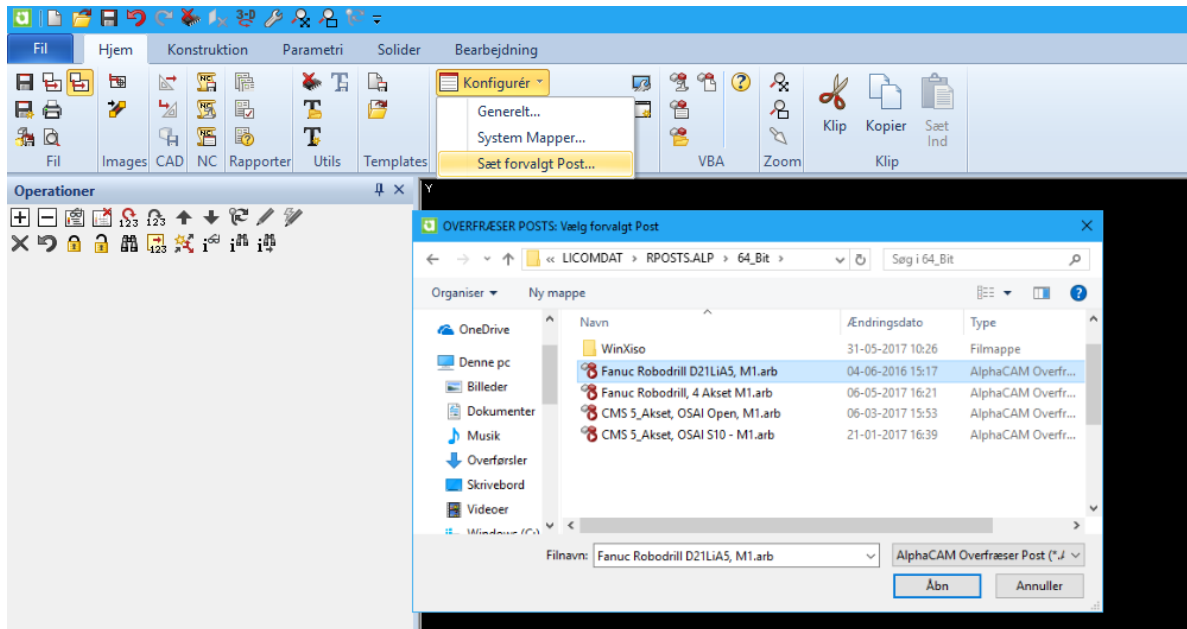 Fil Hjem Konstruktion Parametri Solider Bearbejdning
Konfigurér
Generelt...
System Mapper...
Sæt forvalgt Post...
Klip Kopier Sæt Ind
Fil Images CAD NC Rapporter Utils Templates VBA Zoom Klip
Operationer
Y
OVERFRÆSER POSTS: Vælg forvalgt Post
« LICOMDAT › RPOSTS.ALP › 64_Bit › Søg i 64_Bit
Organiser Ny mappe
Navn Ændringsdato Type
OneDrive
Denne pc
Billeder
Dokumenter
Musik
Overførsler
Skrivebord
Videoer
Windows (C:)
WinXiso 31-05-2017 10:26 Filmappe
Fanuc Robodrill D21LiA5, M1.arb 04-06-2016 15:17 AlphaCAM Overfr...
Fanuc Robodrill, 4 Akset M1.arb 06-05-2017 16:21 AlphaCAM Overfr...
CMS 5_Akset, OSAI Open, M1.arb 06-03-2017 15:53 AlphaCAM Overfr...
CMS 5_Akset, OSAI S10 - M1.arb 21-01-2017 16:39 AlphaCAM Overfr...
Filnavn: Fanuc Robodrill D21LiA5, M1.arb AlphaCAM Overfræser Post (*.
Åbn Annuller